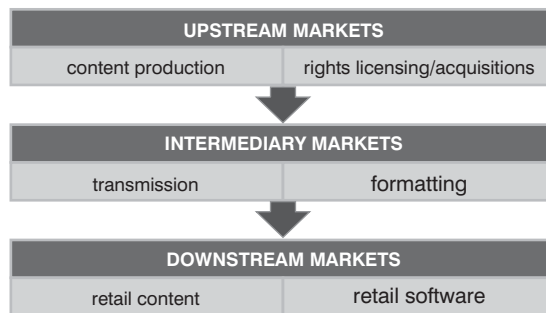 UPSTREAM MARKETS
content production rights licensing/acquisitions
INTERMEDIARY MARKETS
transmission formatting
DOWNSTREAM MARKETS
retail content retail software